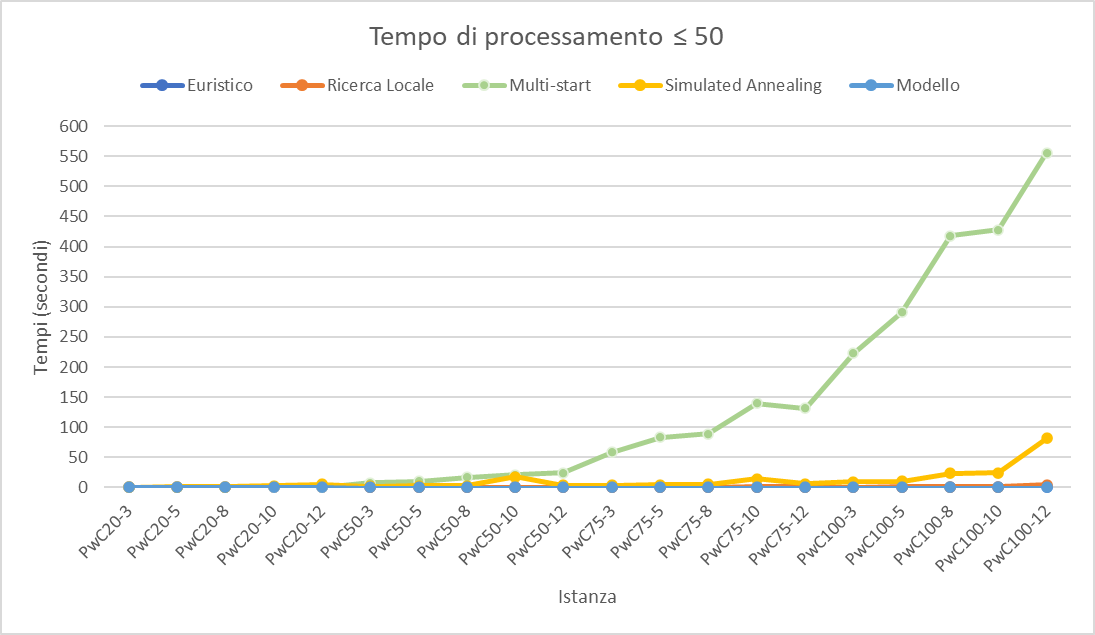 Tempo di processamento ≤ 50
Euristico Ricerca Locale Multi-start Simulated Annealing Modello
600
550
500
450
400
350
300
250
200
150
100
50
0
Tempi (secondi)
PwC20-3 PwC20-5 PwC20-8 PwC20-10 PwC20-12 PwC50-3 PwC50-5 PwC50-8 PwC50-10 PwC50-12 PwC75-3 PwC75-5 PwC75-8 PwC75-10 PwC75-12 PwC100-3 PwC100-5 PwC100-8 PwC100-10 PwC100-12
Istanza